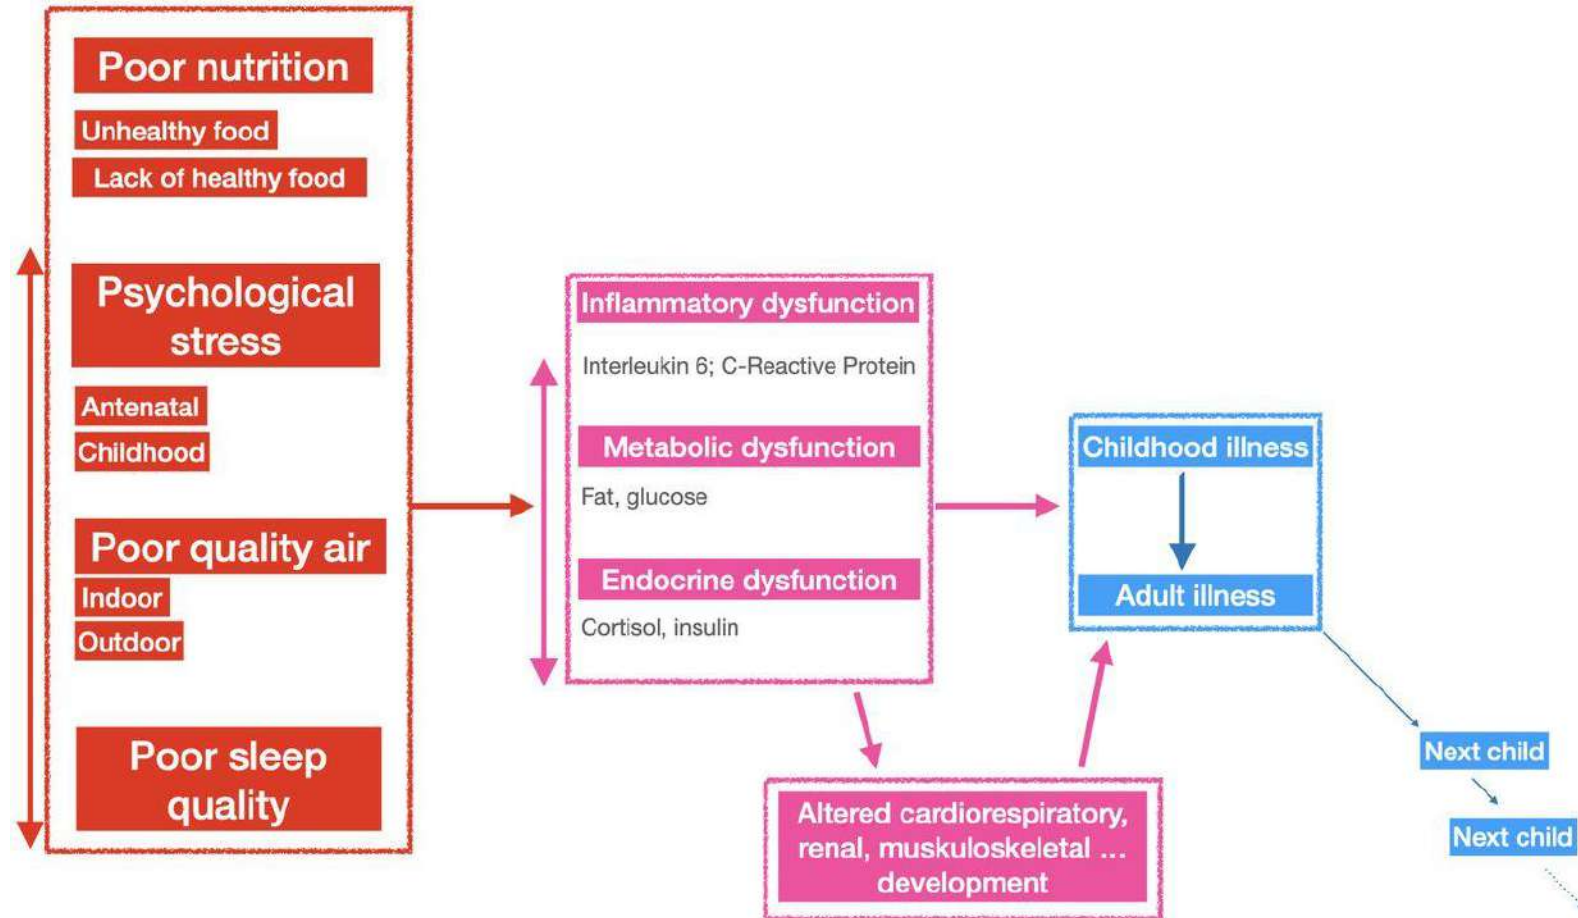 Poor nutrition
Unhealthy food
Lack of healthy food
Psychological
stress
Antenatal
Childhood
Poor quality air
Indoor
Outdoor
Poor sleep
quality
Inflammatory dysfunction
Interleukin 6; C-Reactive Protein
Metabolic dysfunction
Fat, glucose
Endocrine dysfunction
Cortisol, insulin
Altered cardiorespiratory,
renal, muskuloskeletal ...
development
Childhood illness
Adult illness
Next child
Next child